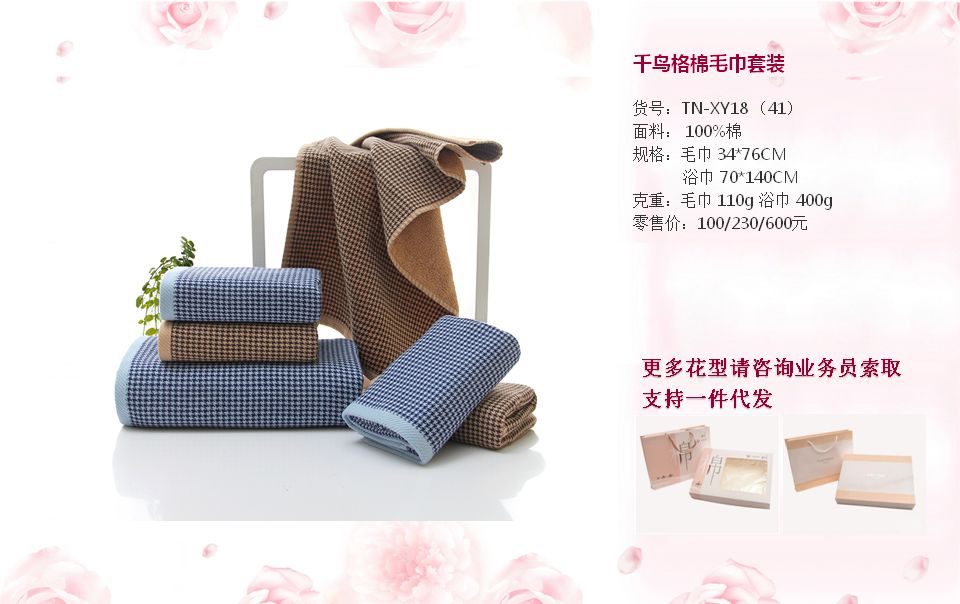 千鸟格棉毛巾套装
货号：TN-XY18 （41）
面料： 100%棉
规格：毛巾 34*76CM
浴巾 70*140CM
克重：毛巾 110g 浴巾 400g
零售价：100/230/600元
更多花型请咨询业务员索取
支持一件代发
棉
棉